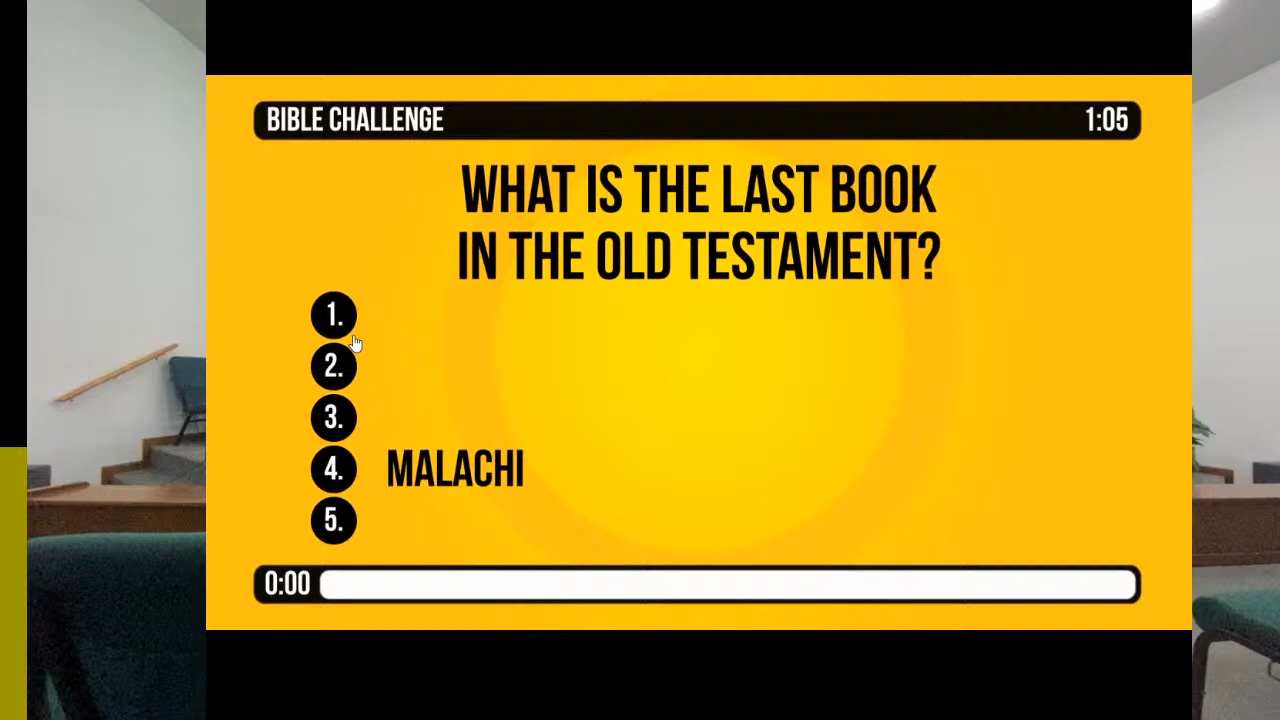 BIBLE CHALLENGE 1:05
WHAT IS THE LAST BOOK
IN THE OLD TESTAMENT?
1.
2.
3.
4. MALACHI
5.
0:00